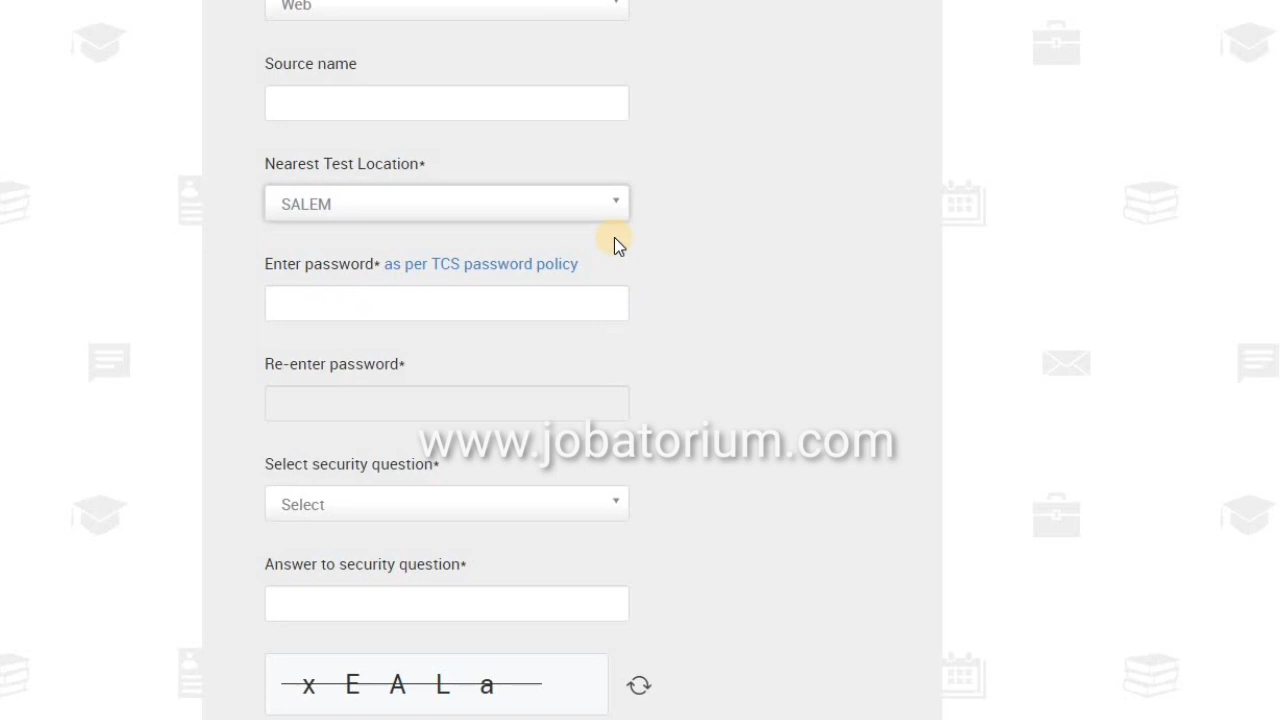 Web
Source name
Nearest Test Location*
SALEM
Enter password* as per TCS password policy
Re-enter password*
www.jobatorium.com
Select security question*
Select
Answer to security question*
x E A L a